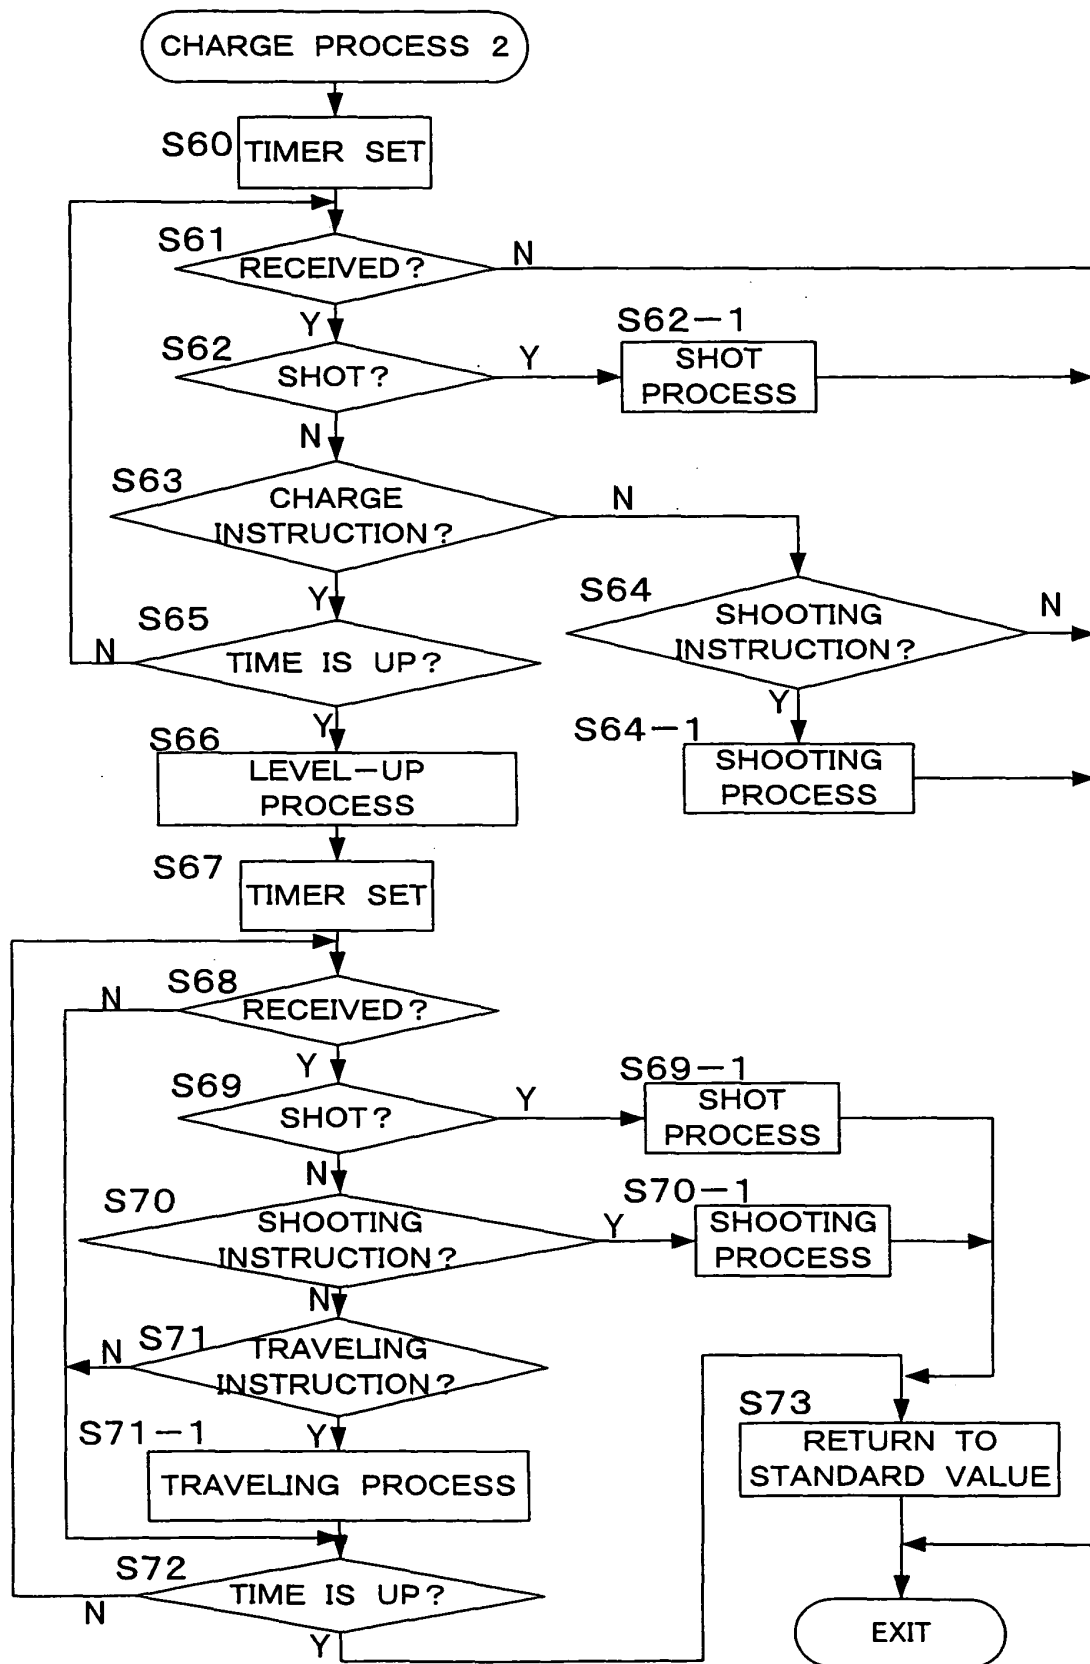 CHARGE PROCESS 2
S60
TIMER SET
S61
RECEIVED?
N
Y
S62
SHOT?
Y
S62-1
SHOT
PROCESS
N
S63
CHARGE
INSTRUCTION?
N
Y
S64
SHOOTING
INSTRUCTION?
N
Y
S64-1
SHOOTING
PROCESS
S65
TIME IS UP?
N
Y
S66
LEVEL-UP
PROCESS
S67
TIMER SET
S68
RECEIVED?
N
Y
S69
SHOT?
Y
S69-1
SHOT
PROCESS
N
S70
SHOOTING
INSTRUCTION?
Y
S70-1
SHOOTING
PROCESS
N
S71
TRAVELING
INSTRUCTION?
N
Y
S71-1
TRAVELING PROCESS
S72
TIME IS UP?
N
Y
S73
RETURN TO
STANDARD VALUE
EXIT